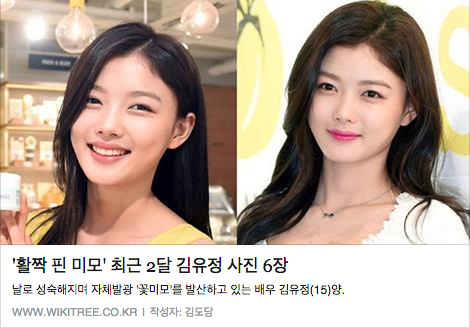 '활짝 핀 미모' 최근 2달 김유정 사진 6장
날로 성숙해지며 자체발광 '꽃미모'를 발산하고 있는 배우 김유정(15)양.
WWW.WIKITREE.CO.KR | 작성자: 김도담